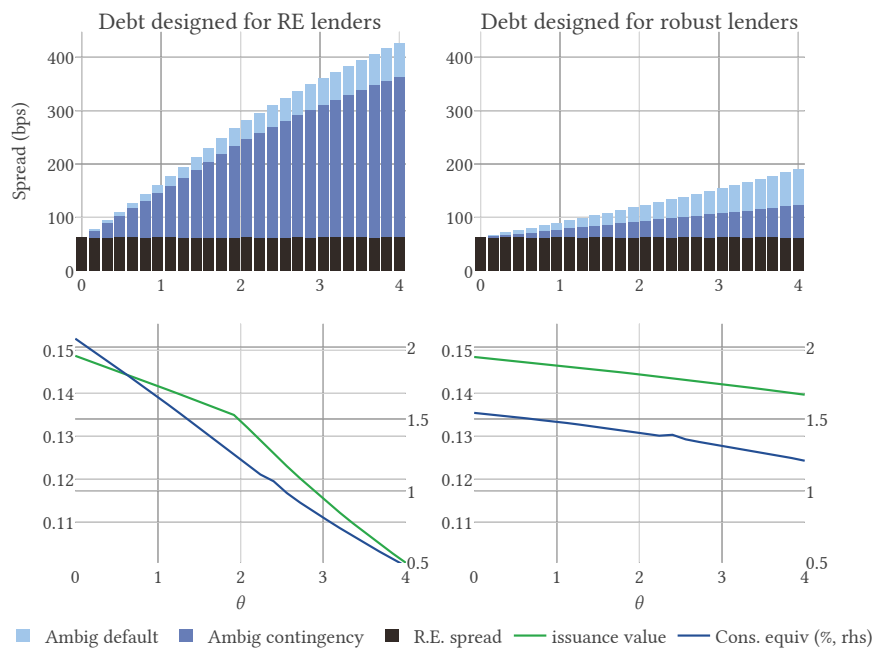 Debt designed for RE lenders
Debt designed for robust lenders
Spread (bps)
400
300
200
100
0
0 1 2 3 4
400
300
200
100
0
0 1 2 3 4
0.15
0.14
0.13
0.12
0.11
2
1.5
1
0.5
0 1 2 3 4
θ
0.15
0.14
0.13
0.12
0.11
2
1.5
1
0.5
0 1 2 3 4
θ
Ambig default Ambig contingency R.E. spread issuance value Cons. equiv (%, rhs)